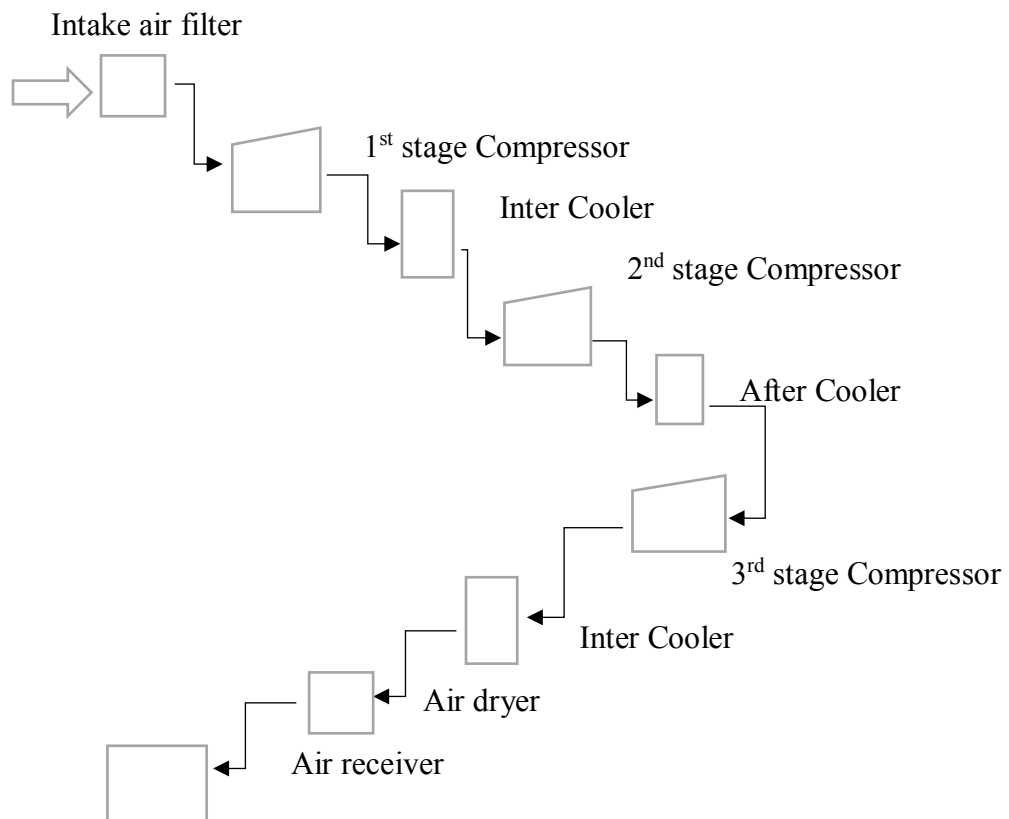 Intake air filter
1st stage Compressor
Inter Cooler
2nd stage Compressor
After Cooler
3rd stage Compressor
Inter Cooler
Air dryer
Air receiver